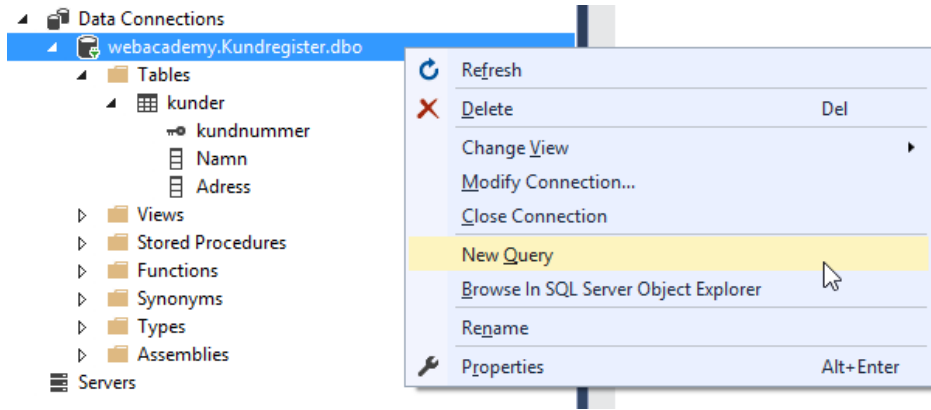 Data Connections
webacademy.Kundregister.dbo
Tables
kunder
kundnummer
Namn
Adress
Views
Stored Procedures
Functions
Synonyms
Types
Assemblies
Servers
Refresh
Delete Del
Change View
Modify Connection...
Close Connection
New Query
Browse In SQL Server Object Explorer
Rename
Properties Alt+Enter